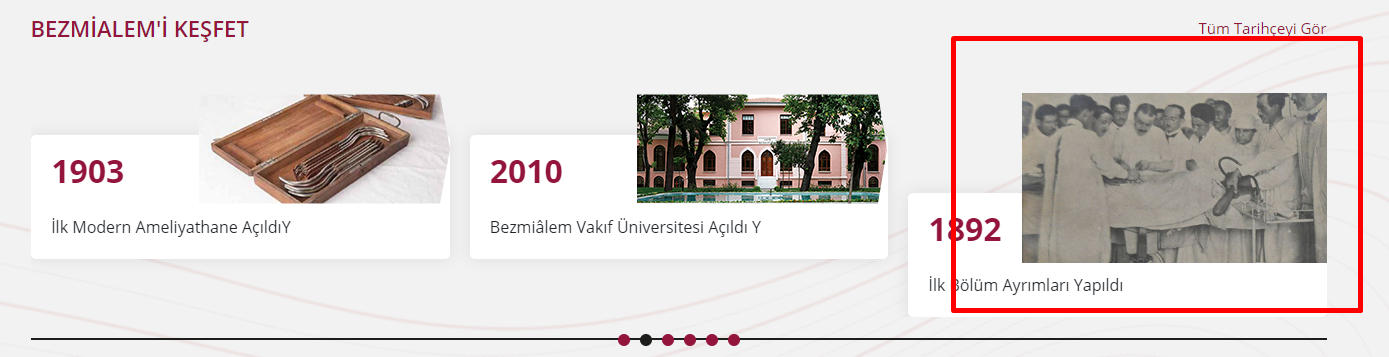 BEZMİALEM'İ KEŞFET
Tüm Tarihçeyi Gör
1903
İlk Modern Ameliyathane AçıldıY
2010
Bezmiâlem Vakıf Üniversitesi Açıldı Y
1892
İlk Bölüm Ayrımları Yapıldı